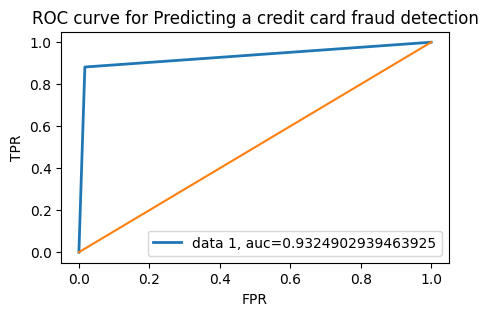 ROC curve for Predicting a credit card fraud detection
1.0
0.8
0.6
0.4
0.2
0.0
TPR
data 1, auc=0.9324902939463925
0.0 0.2 0.4 0.6 0.8 1.0
FPR